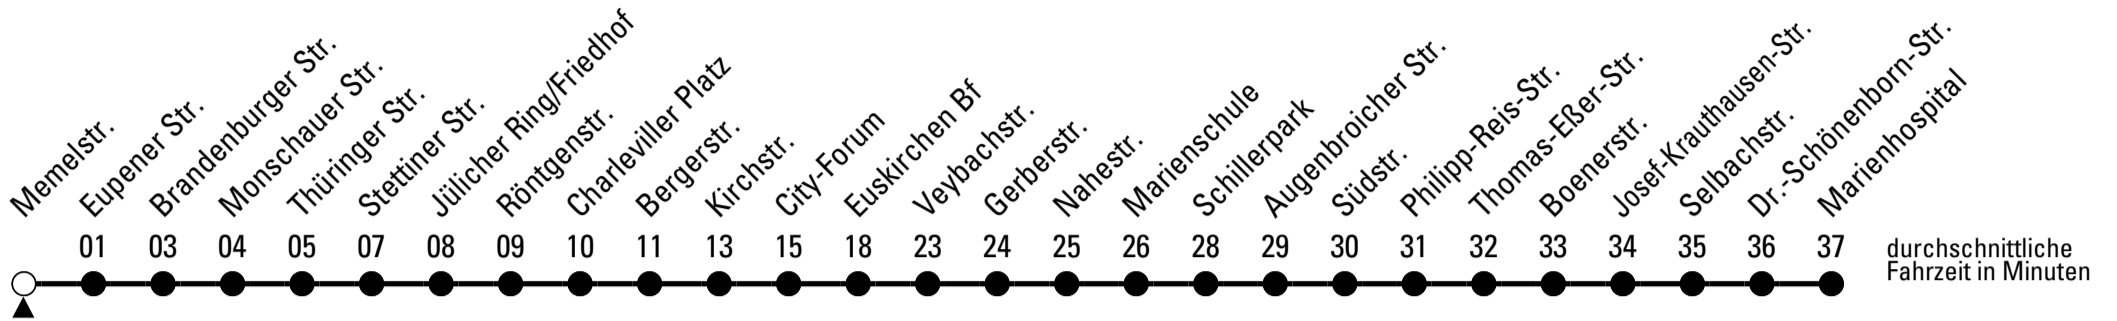 Memelstr.
Eupener Str.
Brandenburger Str.
Monschauer Str.
Thüringer Str.
Stettiner Str.
Jülicher Ring/Friedhof
Röntgenstr.
Charleviller Platz
Bergerstr.
Kirchstr.
City-Forum
Euskirchen Bf
Veybachstr.
Gerberstr.
Nahestr.
Marienschule
Schillerpark
Augenbroicher Str.
Südstr.
Philipp-Reis-Str.
Thomas-Eßer-Str.
Boenerstr.
Josef-Krauthausen-Str.
Selbachstr.
Dr.-Schönenborn-Str.
Marienhospital
01 03 04 05 07 08 09 10 11 13 15 18 23 24 25 26 28 29 30 31 32 33 34 35 36 37
durchschnittliche
Fahrzeit in Minuten